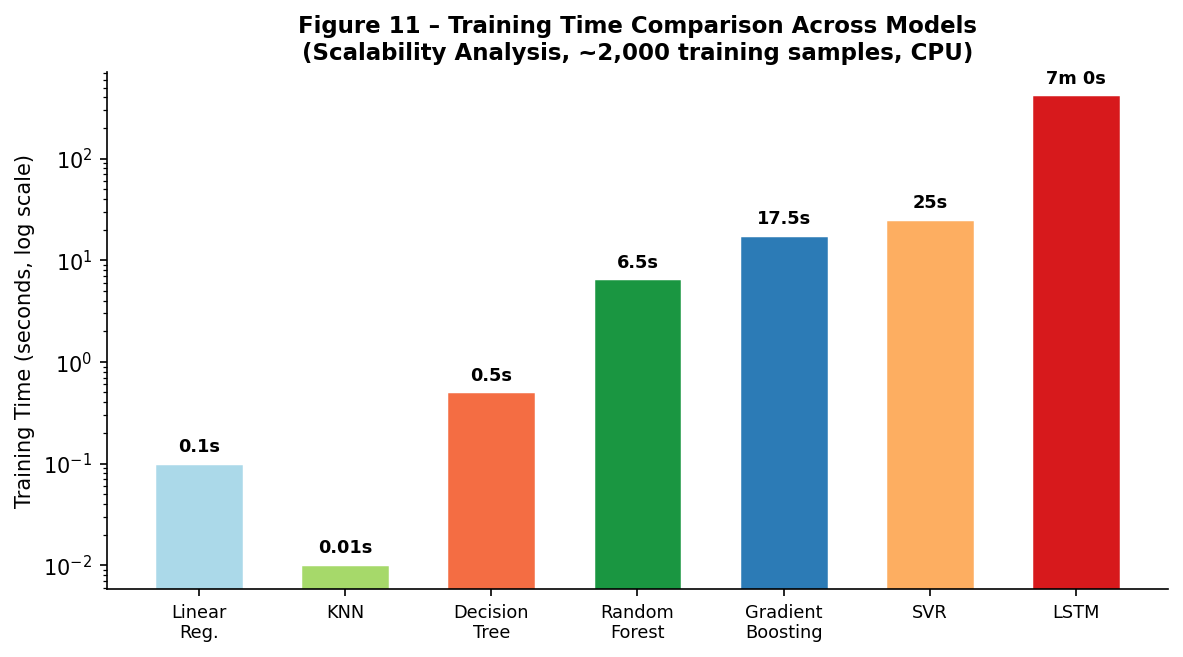 Figure 11 – Training Time Comparison Across Models
(Scalability Analysis, ~2,000 training samples, CPU)
Training Time (seconds, log scale)
10²
10¹
10⁰
10⁻¹
10⁻²
0.1s
0.01s
0.5s
6.5s
17.5s
25s
7m 0s
Linear
Reg.
KNN
Decision
Tree
Random
Forest
Gradient
Boosting
SVR
LSTM